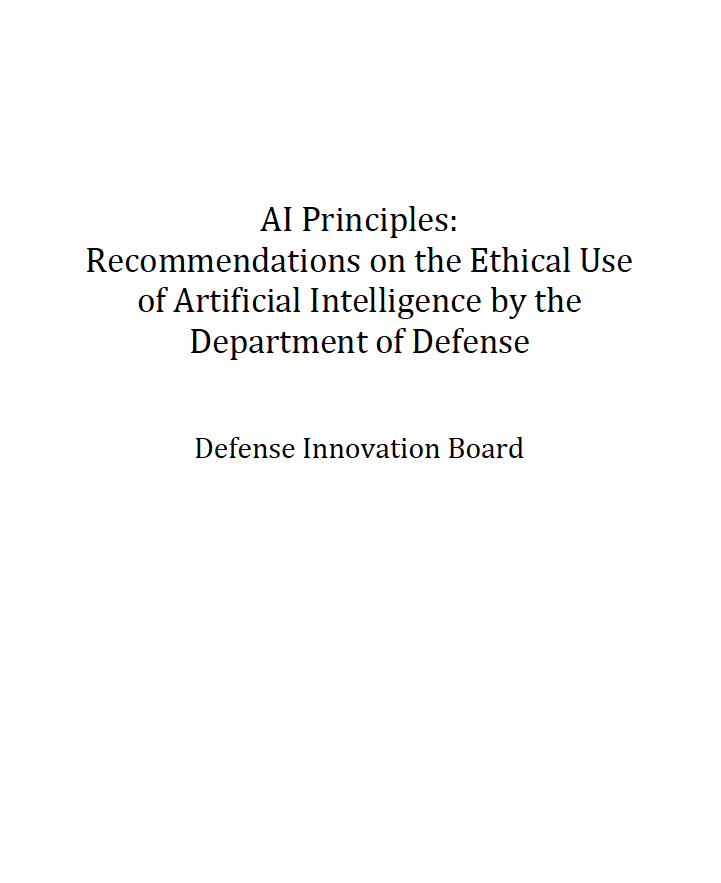 AI Principles:
Recommendations on the Ethical Use
of Artificial Intelligence by the
Department of Defense
Defense Innovation Board